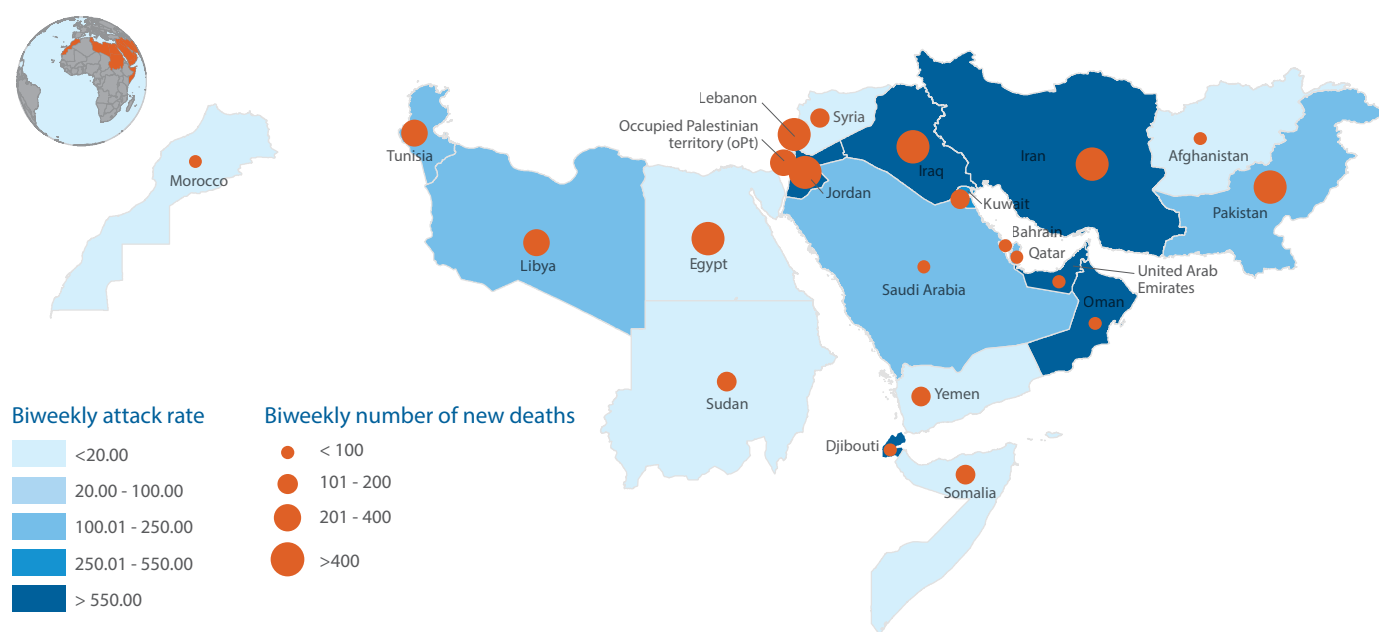 Lebanon
Occupied Palestinian
territory (oPt)
Syria
Tunisia
Morocco
Jordan
Iraq
Iran
Afghanistan
Pakistan
Kuwait
Bahrain
Qatar
United Arab
Emirates
Libya
Egypt
Saudi Arabia
Oman
Sudan
Yemen
Djibouti
Somalia
Biweekly attack rate
<20.00
20.00 - 100.00
100.01 - 250.00
250.01 - 550.00
> 550.00
Biweekly number of new deaths
< 100
101 - 200
201 - 400
>400